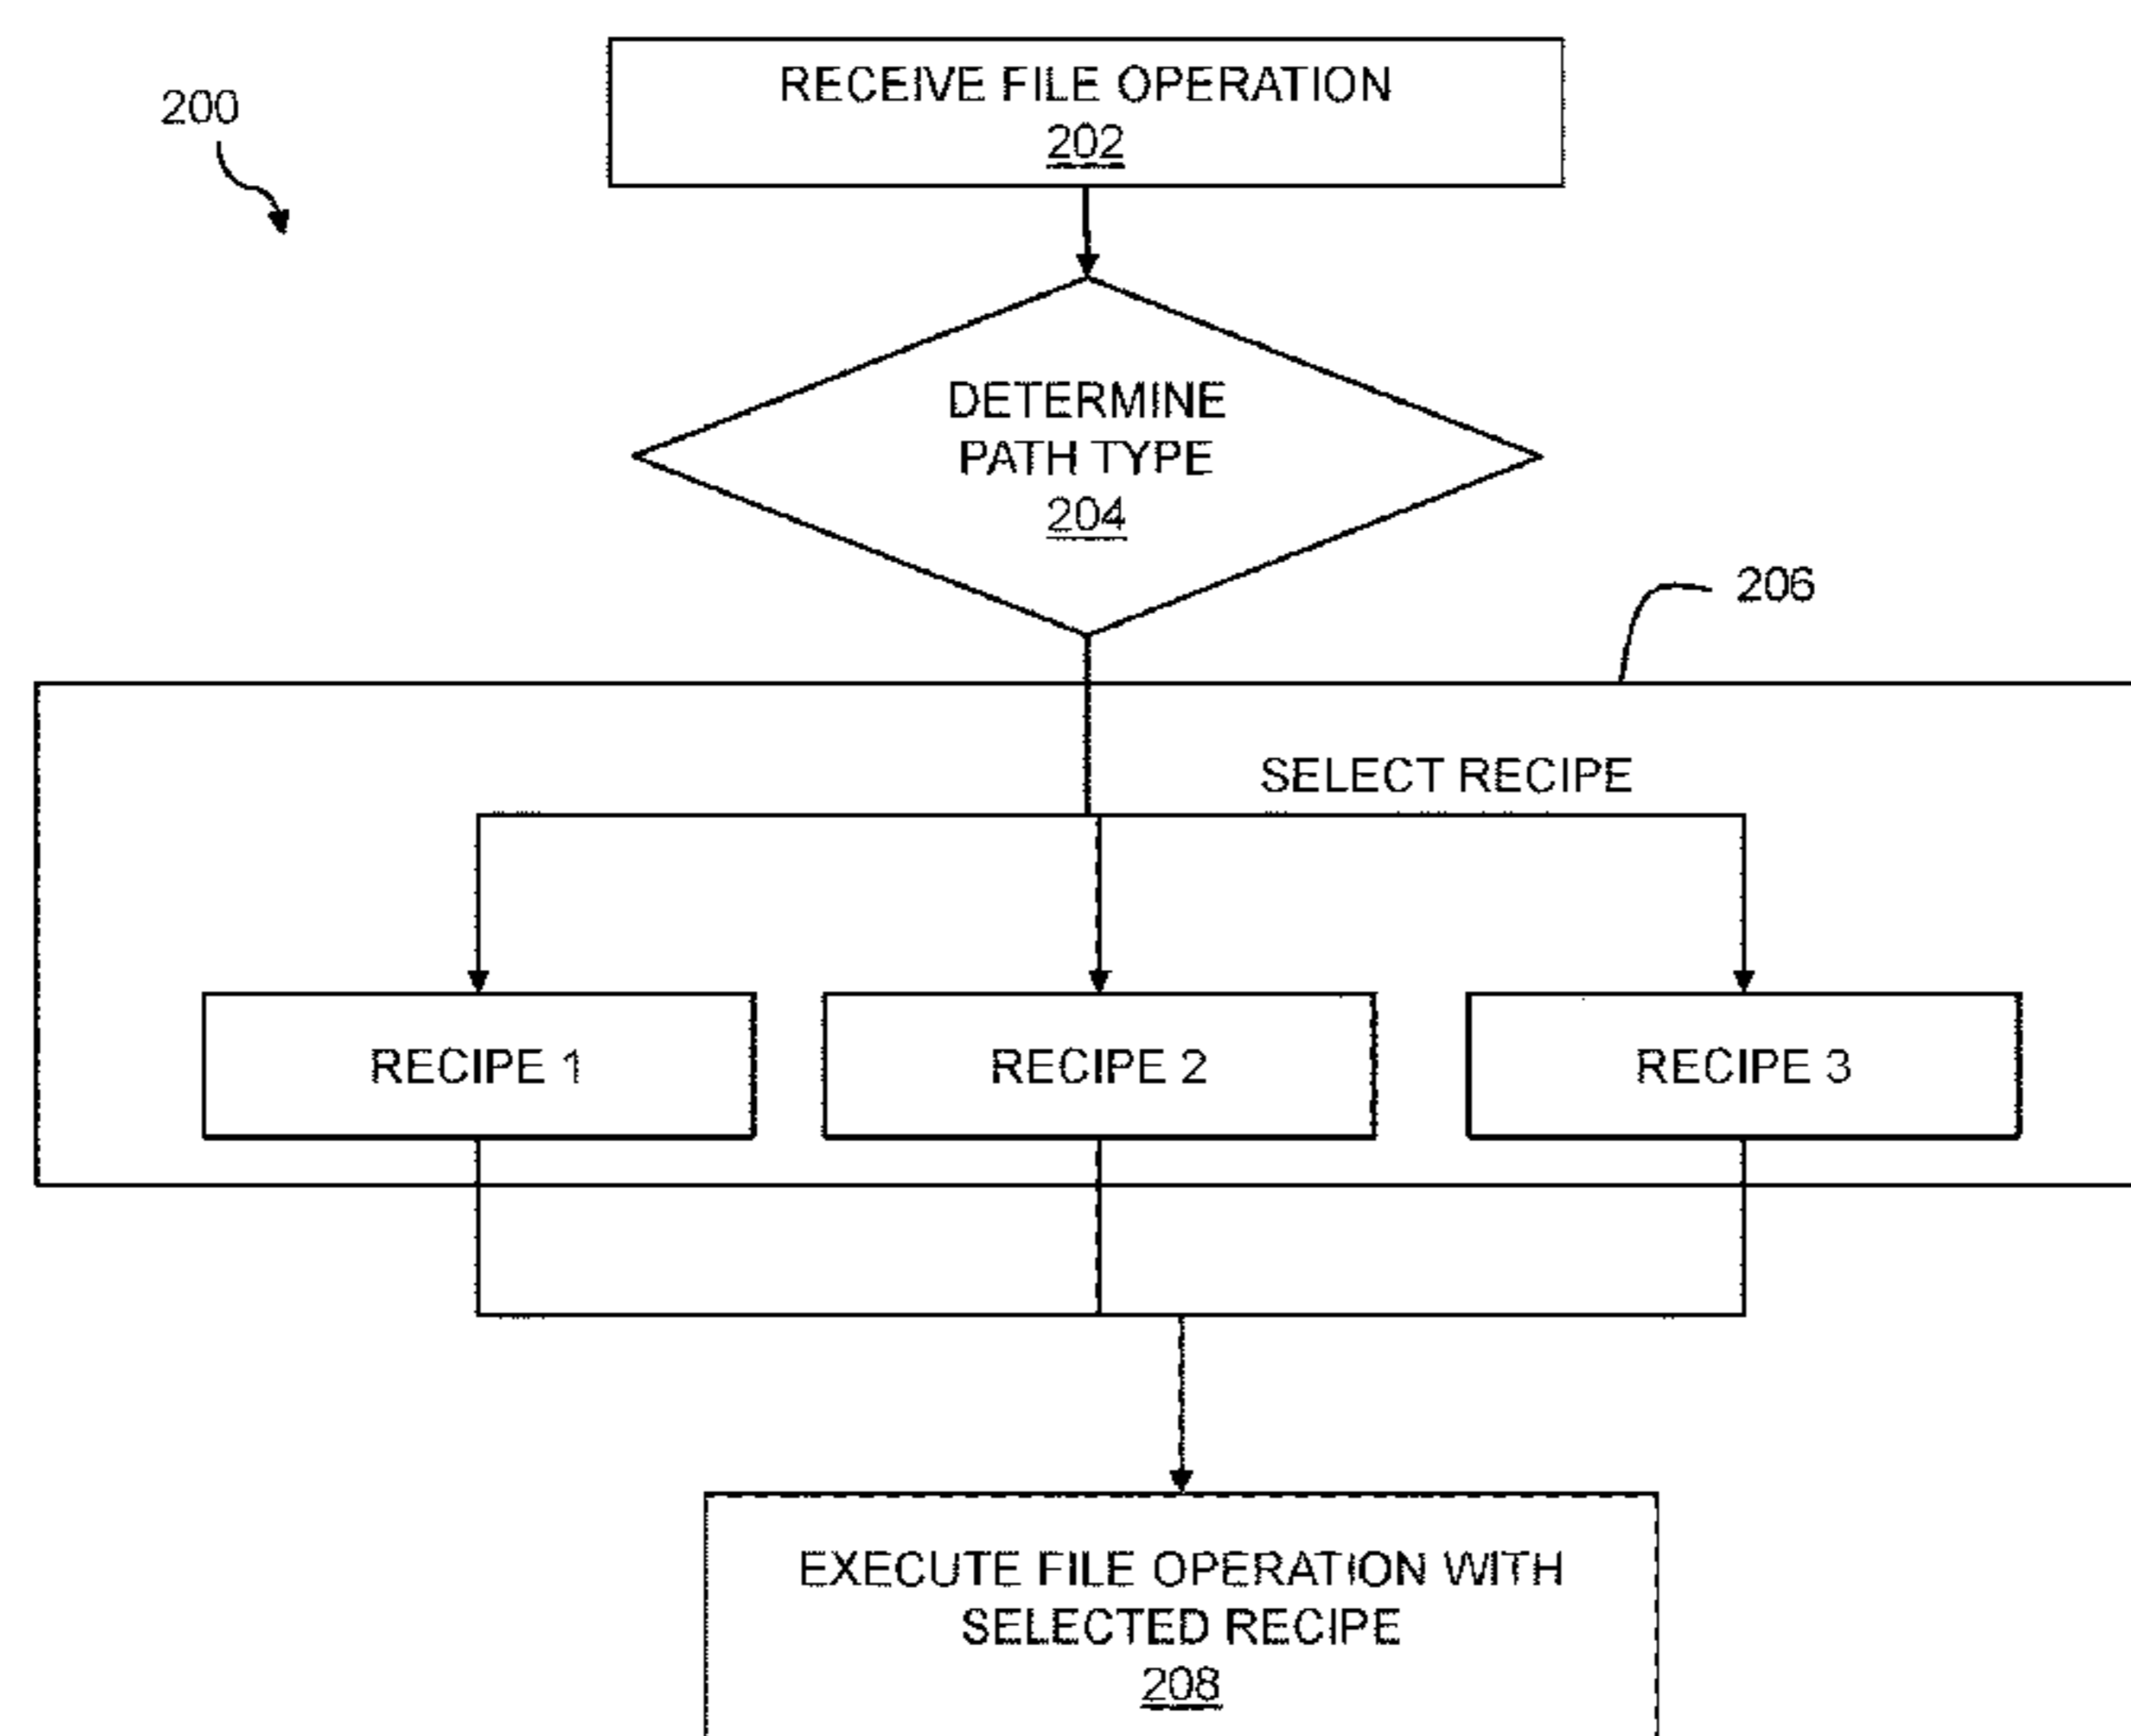 200
RECEIVE FILE OPERATION
202
DETERMINE
PATH TYPE
204
206
SELECT RECIPE
RECIPE 1
RECIPE 2
RECIPE 3
EXECUTE FILE OPERATION WITH
SELECTED RECIPE
208